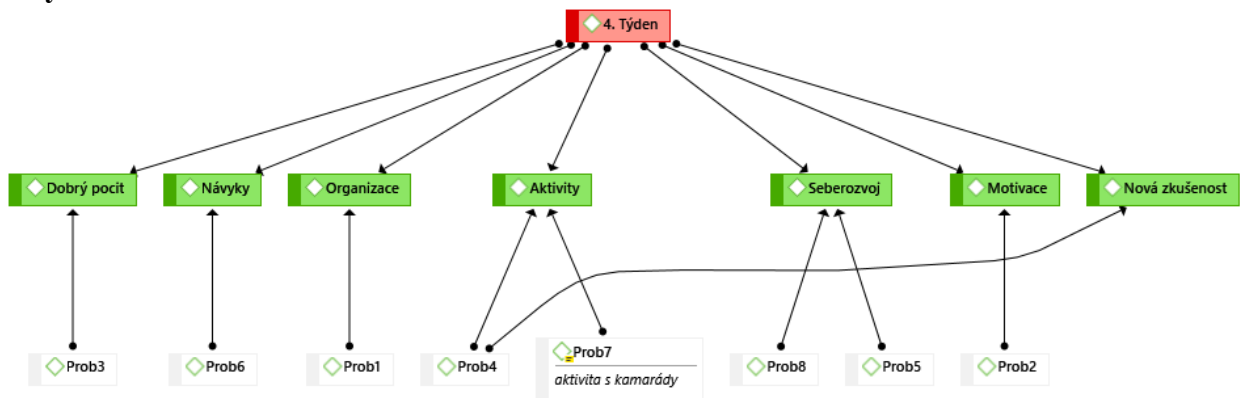 4. Týden
Dobrý pocit
Návyky
Organizace
Aktivity
Seberozvoj
Motivace
Nová zkušenost
Prob3
Prob6
Prob1
Prob4
Prob7
aktivita s kamarády
Prob8
Prob5
Prob2